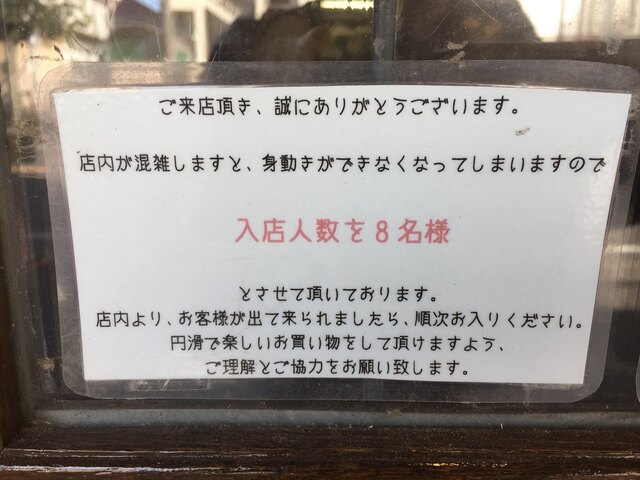 ご来店頂き、誠にありがとうございます。
店内が混雑しますと、身動きができなくなってしまいますので
入店人数を8名様
とさせて頂いております。
店内より、お客様が出て来られましたら、順次お入りください。
円滑で楽しいお買い物をして頂けますよう、
ご理解とご協力をお願い致します。